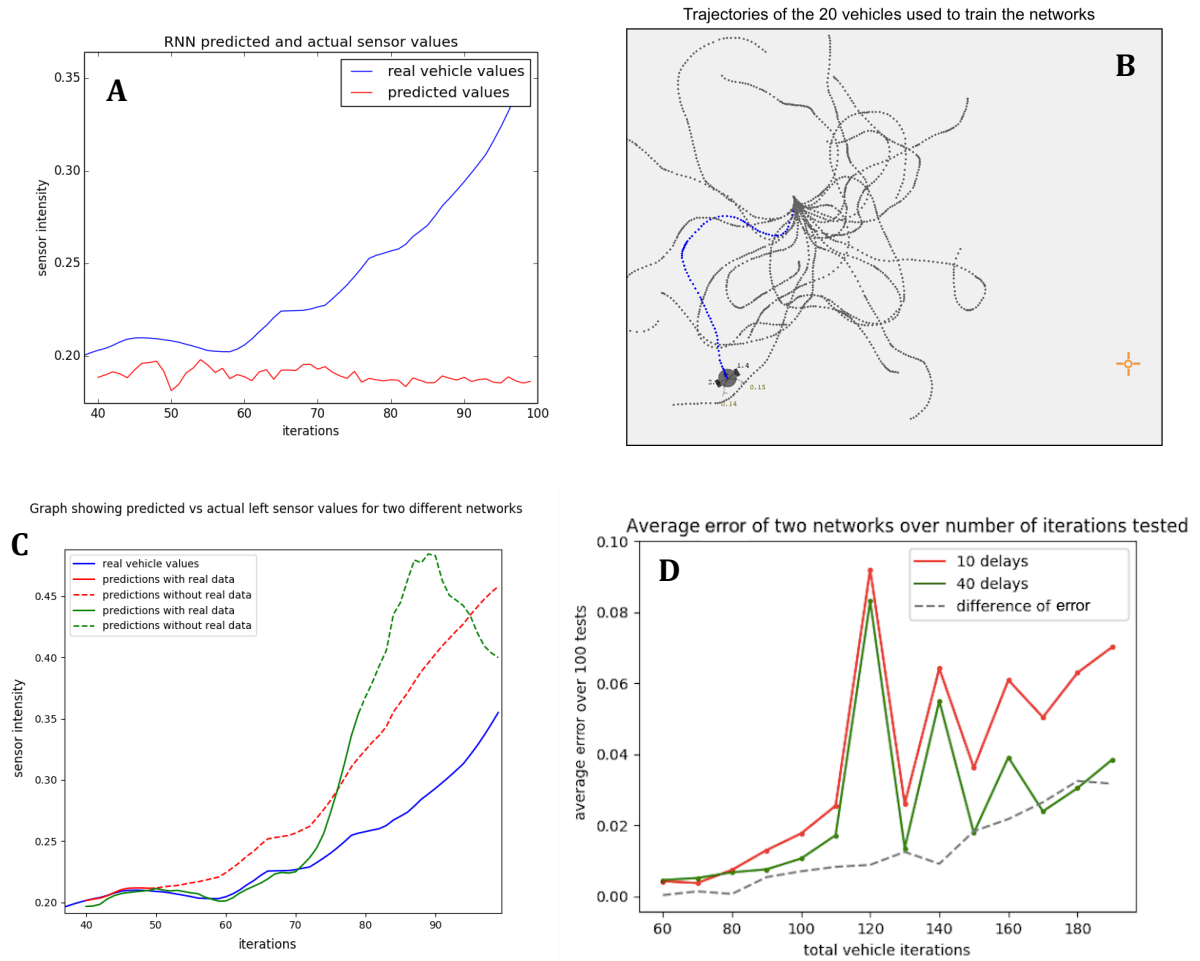 RNN predicted and actual sensor values
A
real vehicle values
predicted values
0.35
0.30
0.25
0.20
sensor intensity
40 50 60 70 80 90 100
iterations
Trajectories of the 20 vehicles used to train the networks
B
1.4
0.15
0.14
Graph showing predicted vs actual left sensor values for two different networks
C
real vehicle values
predictions with real data
predictions without real data
predictions with real data
predictions without real data
0.45
0.40
0.35
0.30
0.25
0.20
sensor intensity
40 50 60 70 80 90
iterations
Average error of two networks over number of iterations tested
D
10 delays
40 delays
difference of error
0.10
0.08
0.06
0.04
0.02
0.00
average error over 100 tests
60 80 100 120 140 160 180
total vehicle iterations